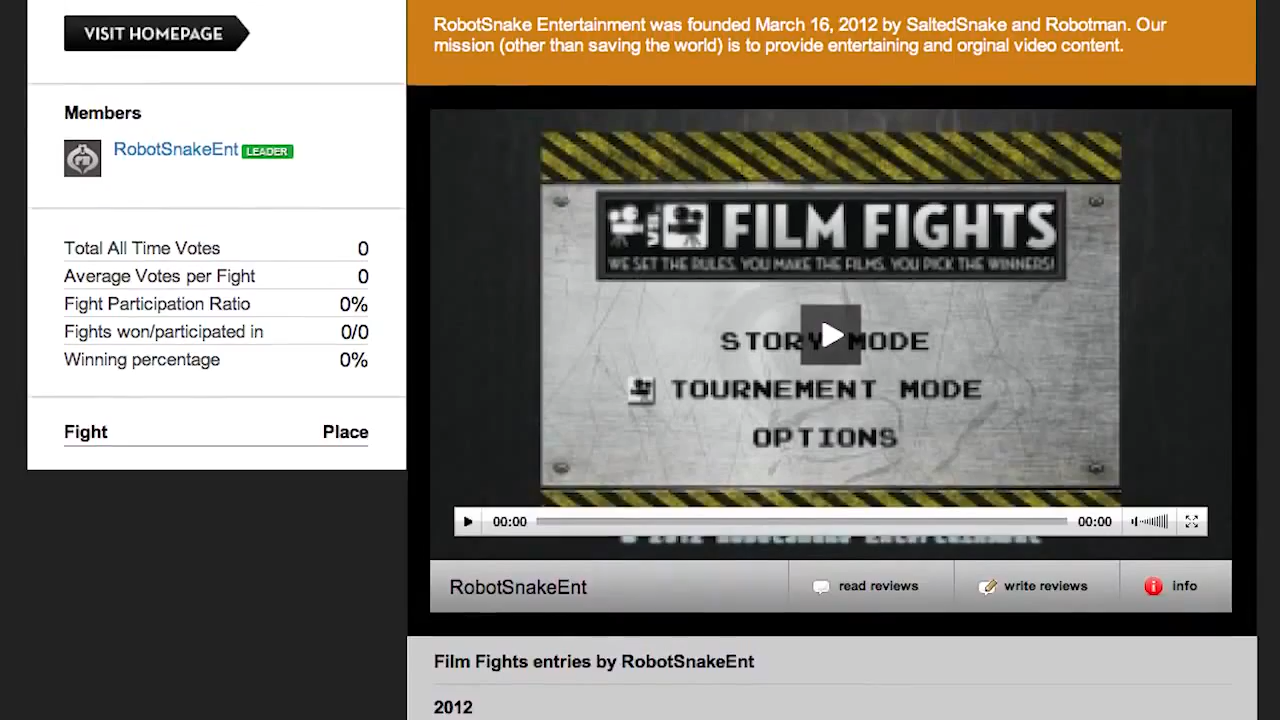 VISIT HOMEPAGE
Members
RobotSnakeEnt LEADER
Total All Time Votes 0
Average Votes per Fight 0
Fight Participation Ratio 0%
Fights won/participated in 0/0
Winning percentage 0%
Fight Place
RobotSnake Entertainment was founded March 16, 2012 by SaltedSnake and Robotman. Our
mission (other than saving the world) is to provide entertaining and orginal video content.
FILM FIGHTS
WE SET THE RULES. YOU MAKE THE FILMS. YOU PICK THE WINNERS!
STORY MODE
TOURNEMENT MODE
OPTIONS
00:00 00:00
© 2012 RobotSnake Entertainment
RobotSnakeEnt read reviews write reviews info
Film Fights entries by RobotSnakeEnt
2012